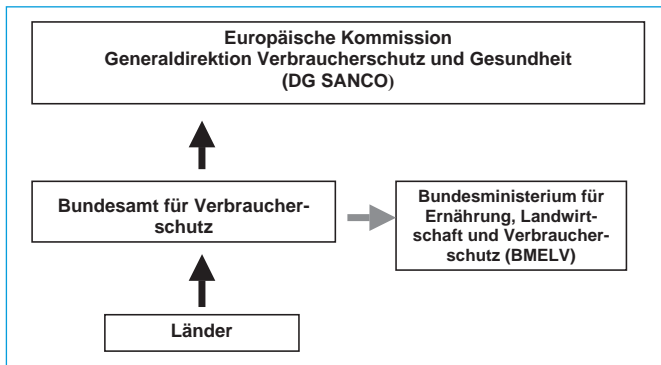 Europäische Kommission
Generaldirektion Verbraucherschutz und Gesundheit
(DG SANCO)
Bundesamt für Verbraucher-
schutz
Bundesministerium für
Ernährung, Landwirt-
schaft und Verbraucher-
schutz (BMELV)
Länder